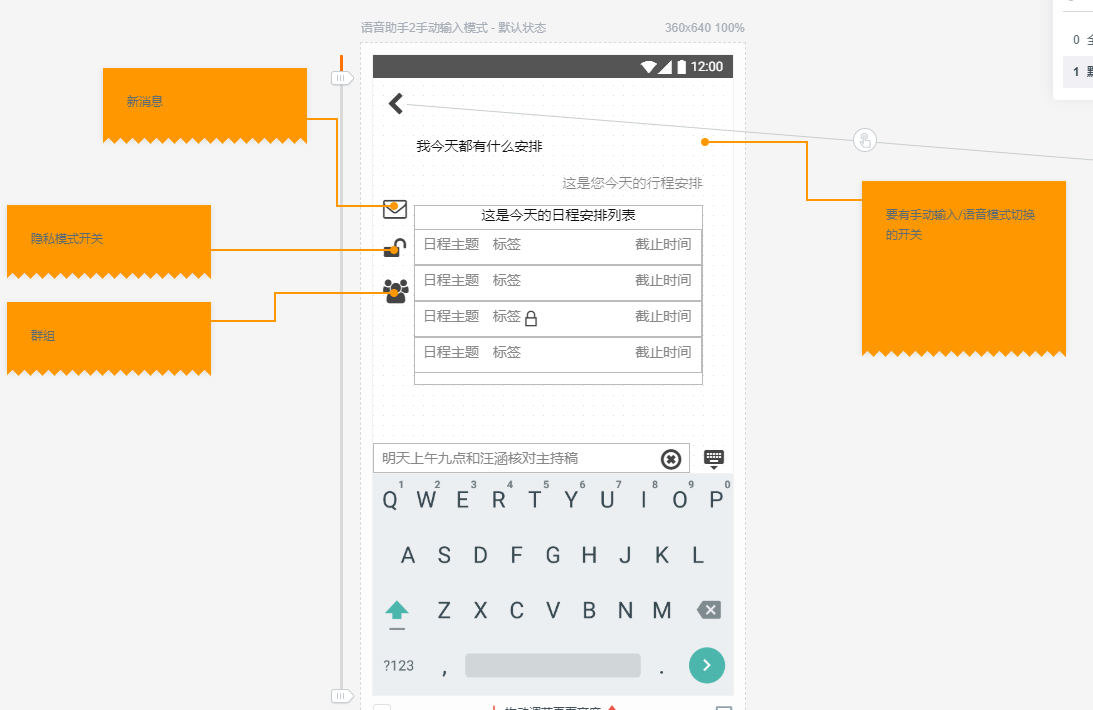 语音助手2手动输入模式 - 默认状态
360x640 100%
0
1
12:00
新消息
我今天都有什么安排
这是您今天的行程安排
要有手动输入/语音模式切换
的开关
这是今天的日程安排列表
隐私模式开关
日程主题 标签 截止时间
日程主题 标签 截止时间
日程主题 标签 截止时间
群组
日程主题 标签 截止时间
明天上午九点和汪涵核对主持稿
1 2 3 4 5 6 7 8 9 0
Q W E R T Y U I O P
A S D F G H J K L
Z X C V B N M
?123 , .